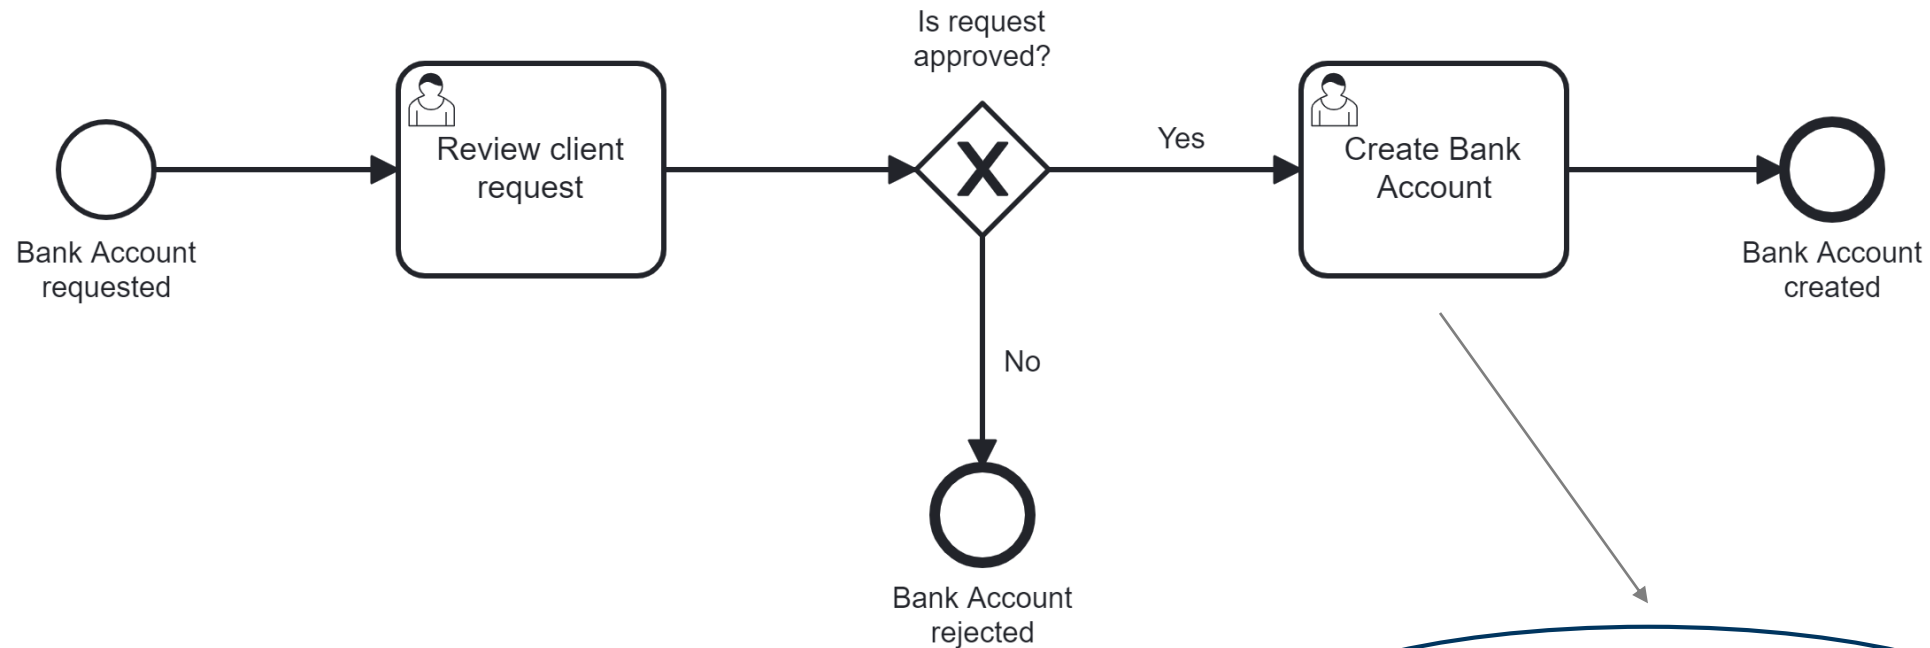 Is request
approved?
Review client
request
Yes
Create Bank
Account
Bank Account
requested
Bank Account
created
No
Bank Account
rejected